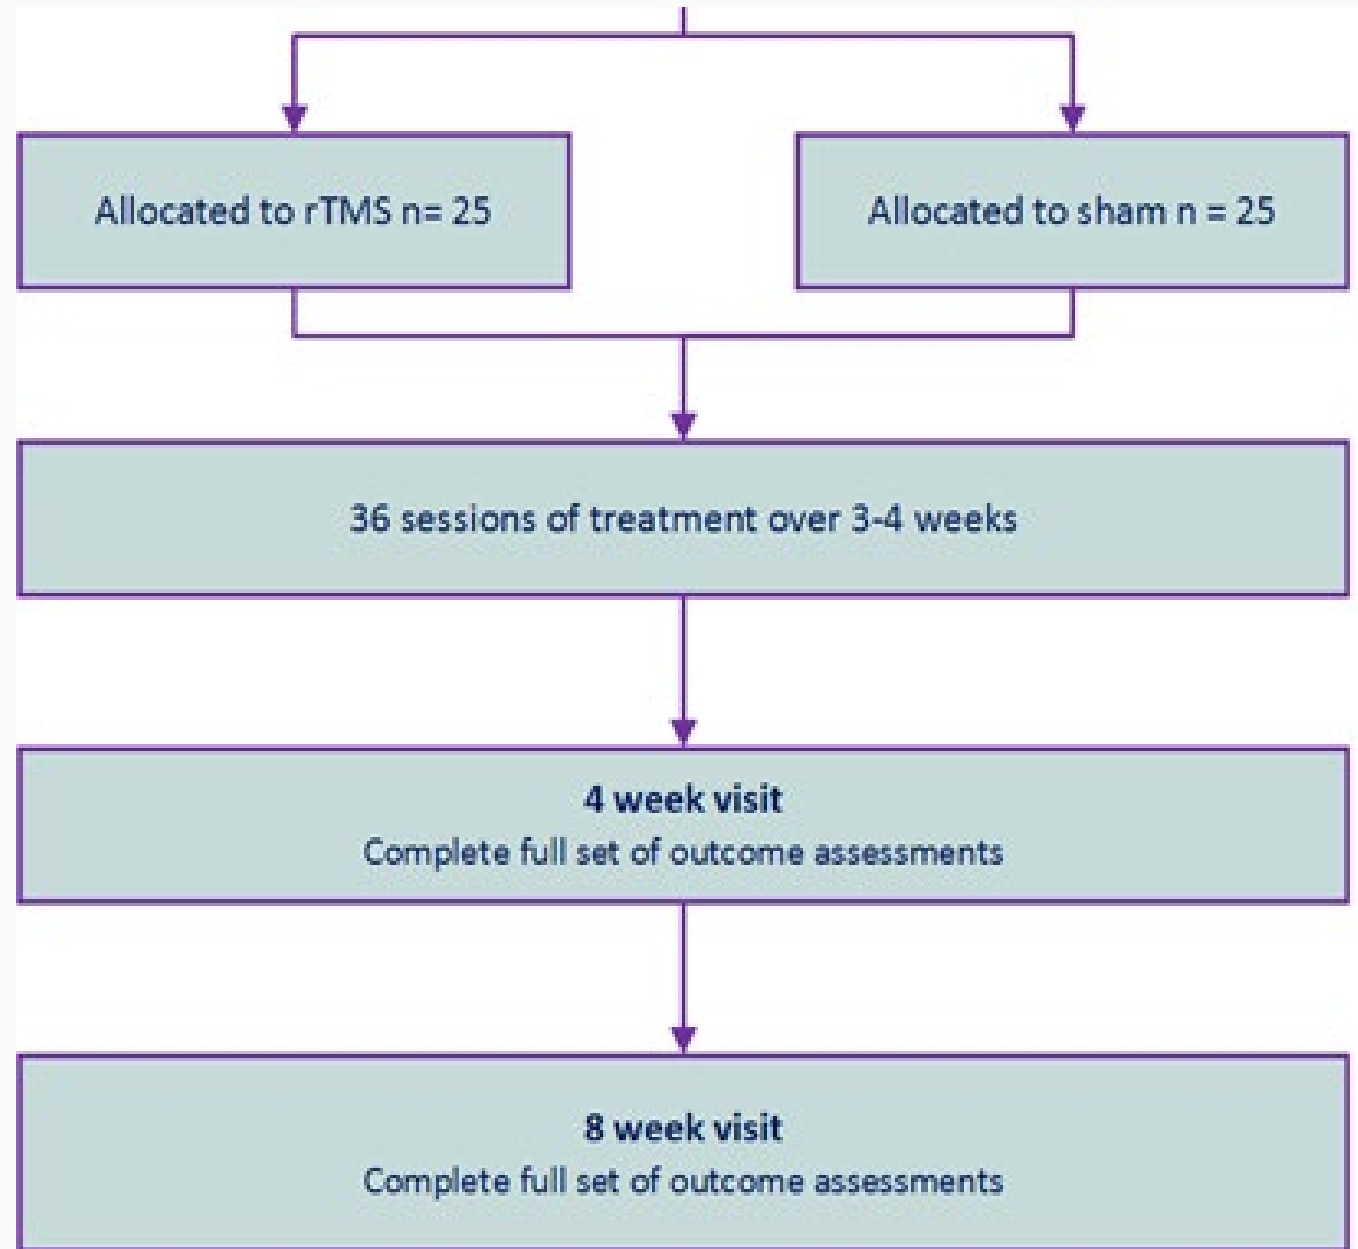 Allocated to rTMS n= 25
Allocated to sham n = 25
36 sessions of treatment over 3-4 weeks
4 week visit
Complete full set of outcome assessments
8 week visit
Complete full set of outcome assessments